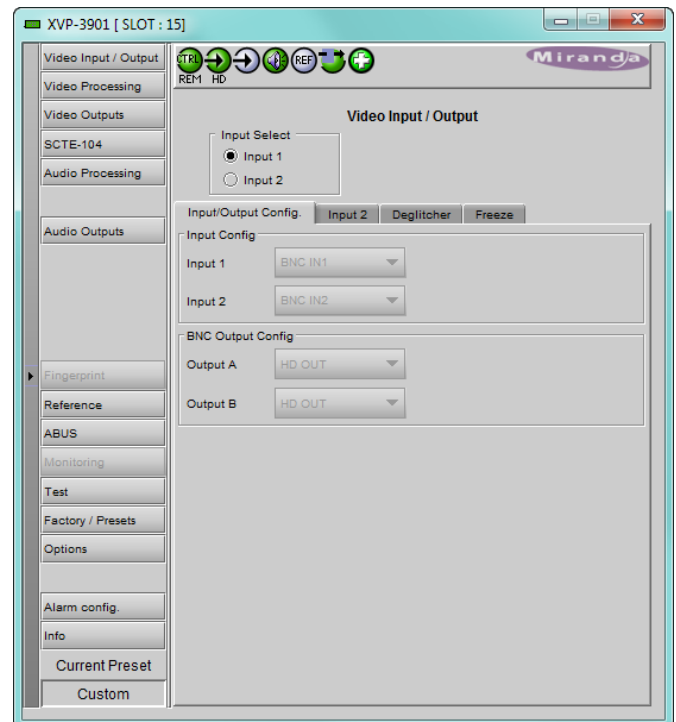 XVP-3901 [ SLOT : 15]
Video Input / Output
Video Processing
Video Outputs
SCTE-104
Audio Processing
Audio Outputs
Fingerprint
Reference
ABUS
Monitoring
Test
Factory / Presets
Options
Alarm config.
Info
Current Preset
Custom
CTRL
REF
REM HD
Miranda
Video Input / Output
Input Select
Input 1
Input 2
Input/Output Config. Input 2 Deglitcher Freeze
Input Config
Input 1 BNC IN1
Input 2 BNC IN2
BNC Output Config
Output A HD OUT
Output B HD OUT